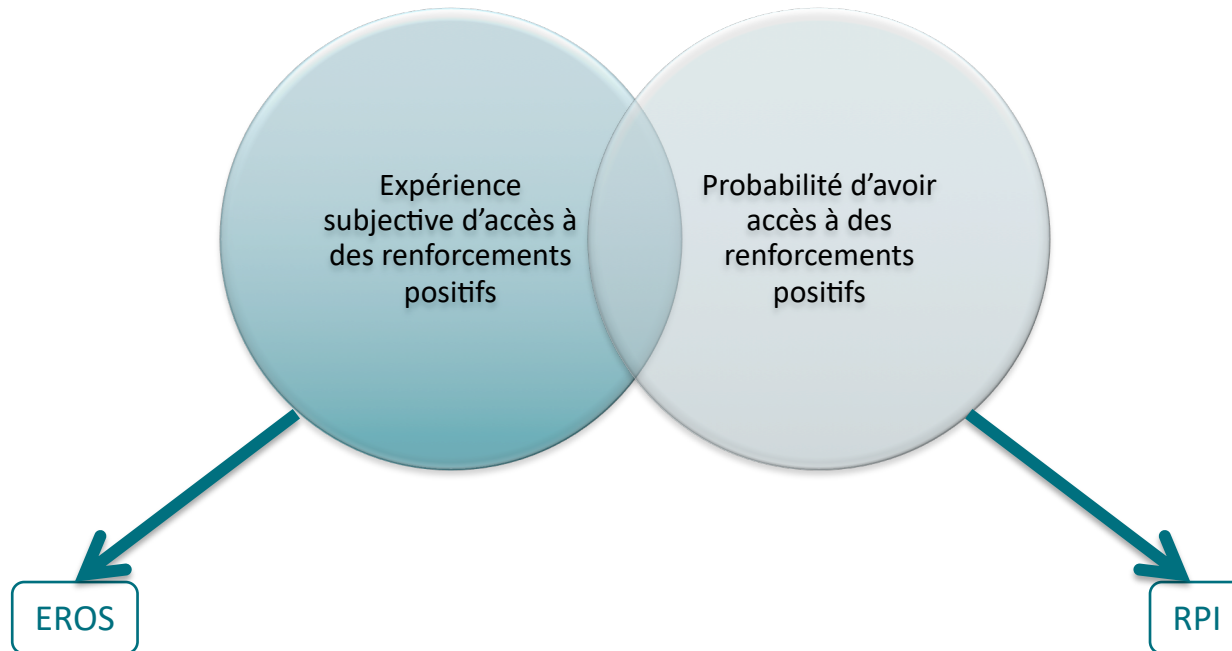 Expérience
subjective d’accès à
des renforcements
positifs
Probabilité d’avoir
accès à des
renforcements
positifs
EROS
RPI